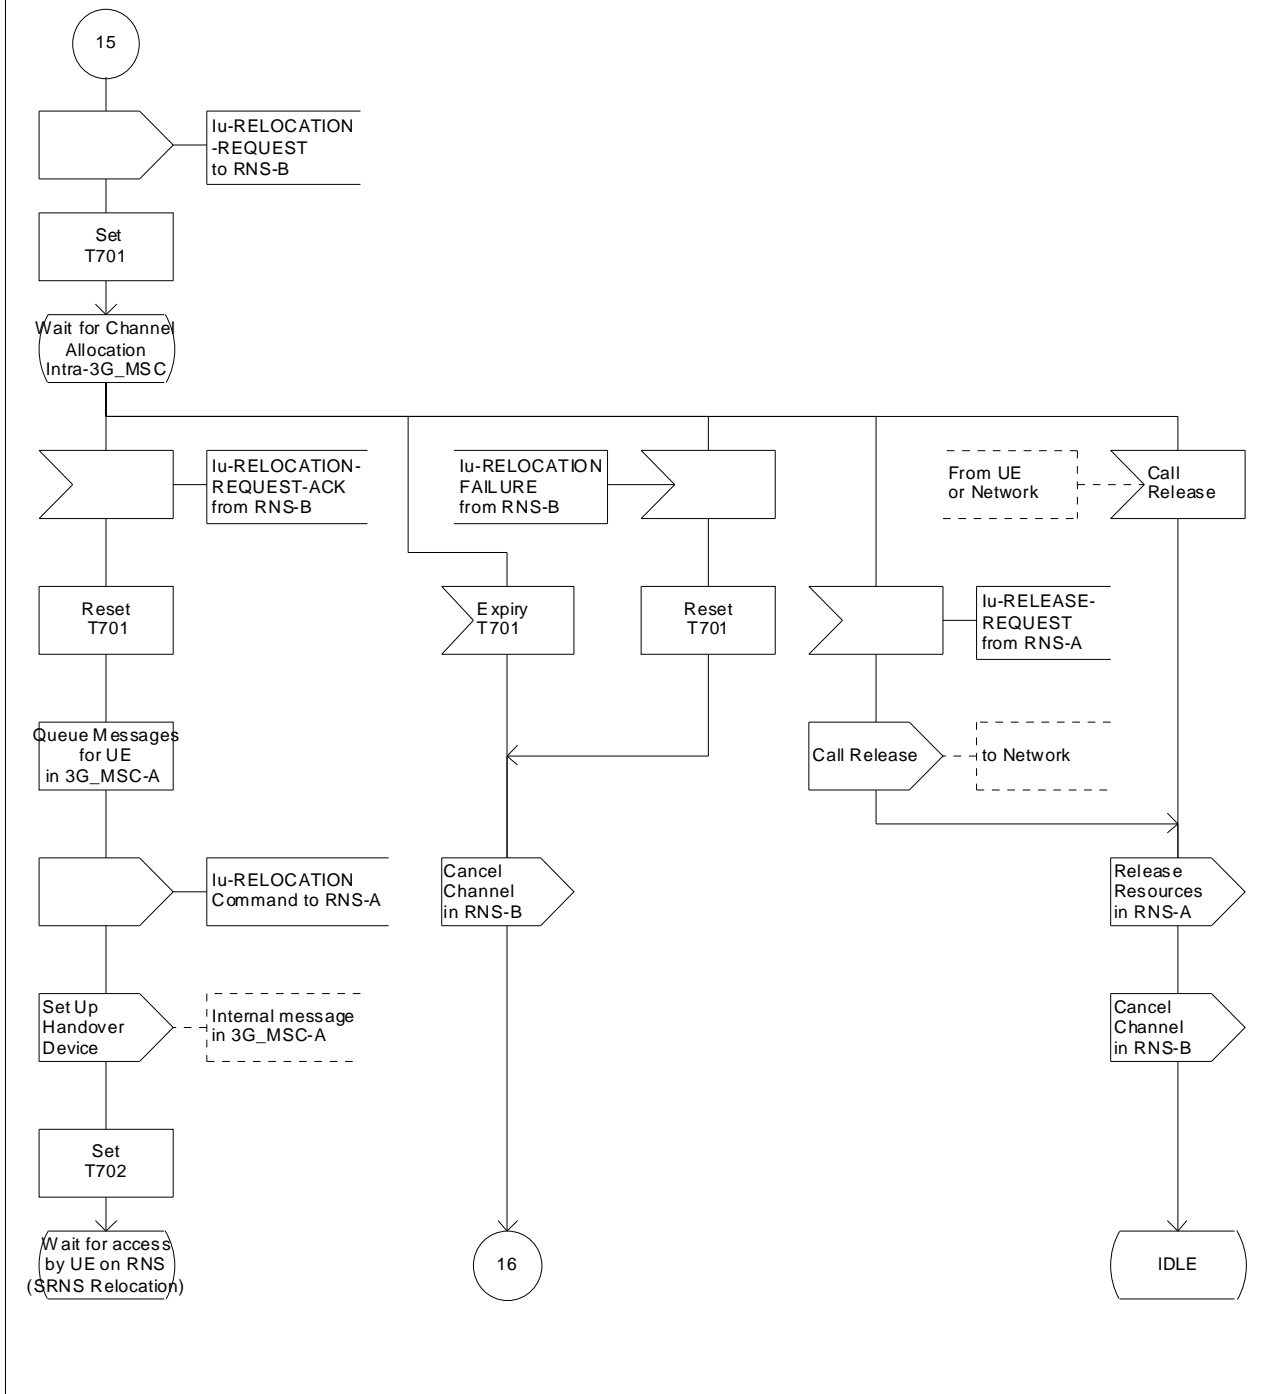 15
Iu-RELOCATION
-REQUEST
to RNS-B
Set
T701
Wait for Channel
Allocation
Intra-3G_MSC
Iu-RELOCATION-
REQUEST-ACK
from RNS-B
Iu-RELOCATION
FAILURE
from RNS-B
From UE
or Network
Call
Release
Reset
T701
Expiry
T701
Reset
T701
Iu-RELEASE-
REQUEST
from RNS-A
Queue Messages
for UE
in 3G_MSC-A
Call Release
to Network
Iu-RELOCATION
Command to RNS-A
Cancel
Channel
in RNS-B
Release
Resources
in RNS-A
Set Up
Handover
Device
Internal message
in 3G_MSC-A
Cancel
Channel
in RNS-B
Set
T702
Wait for access
by UE on RNS
(SRNS Relocation)
16
IDLE